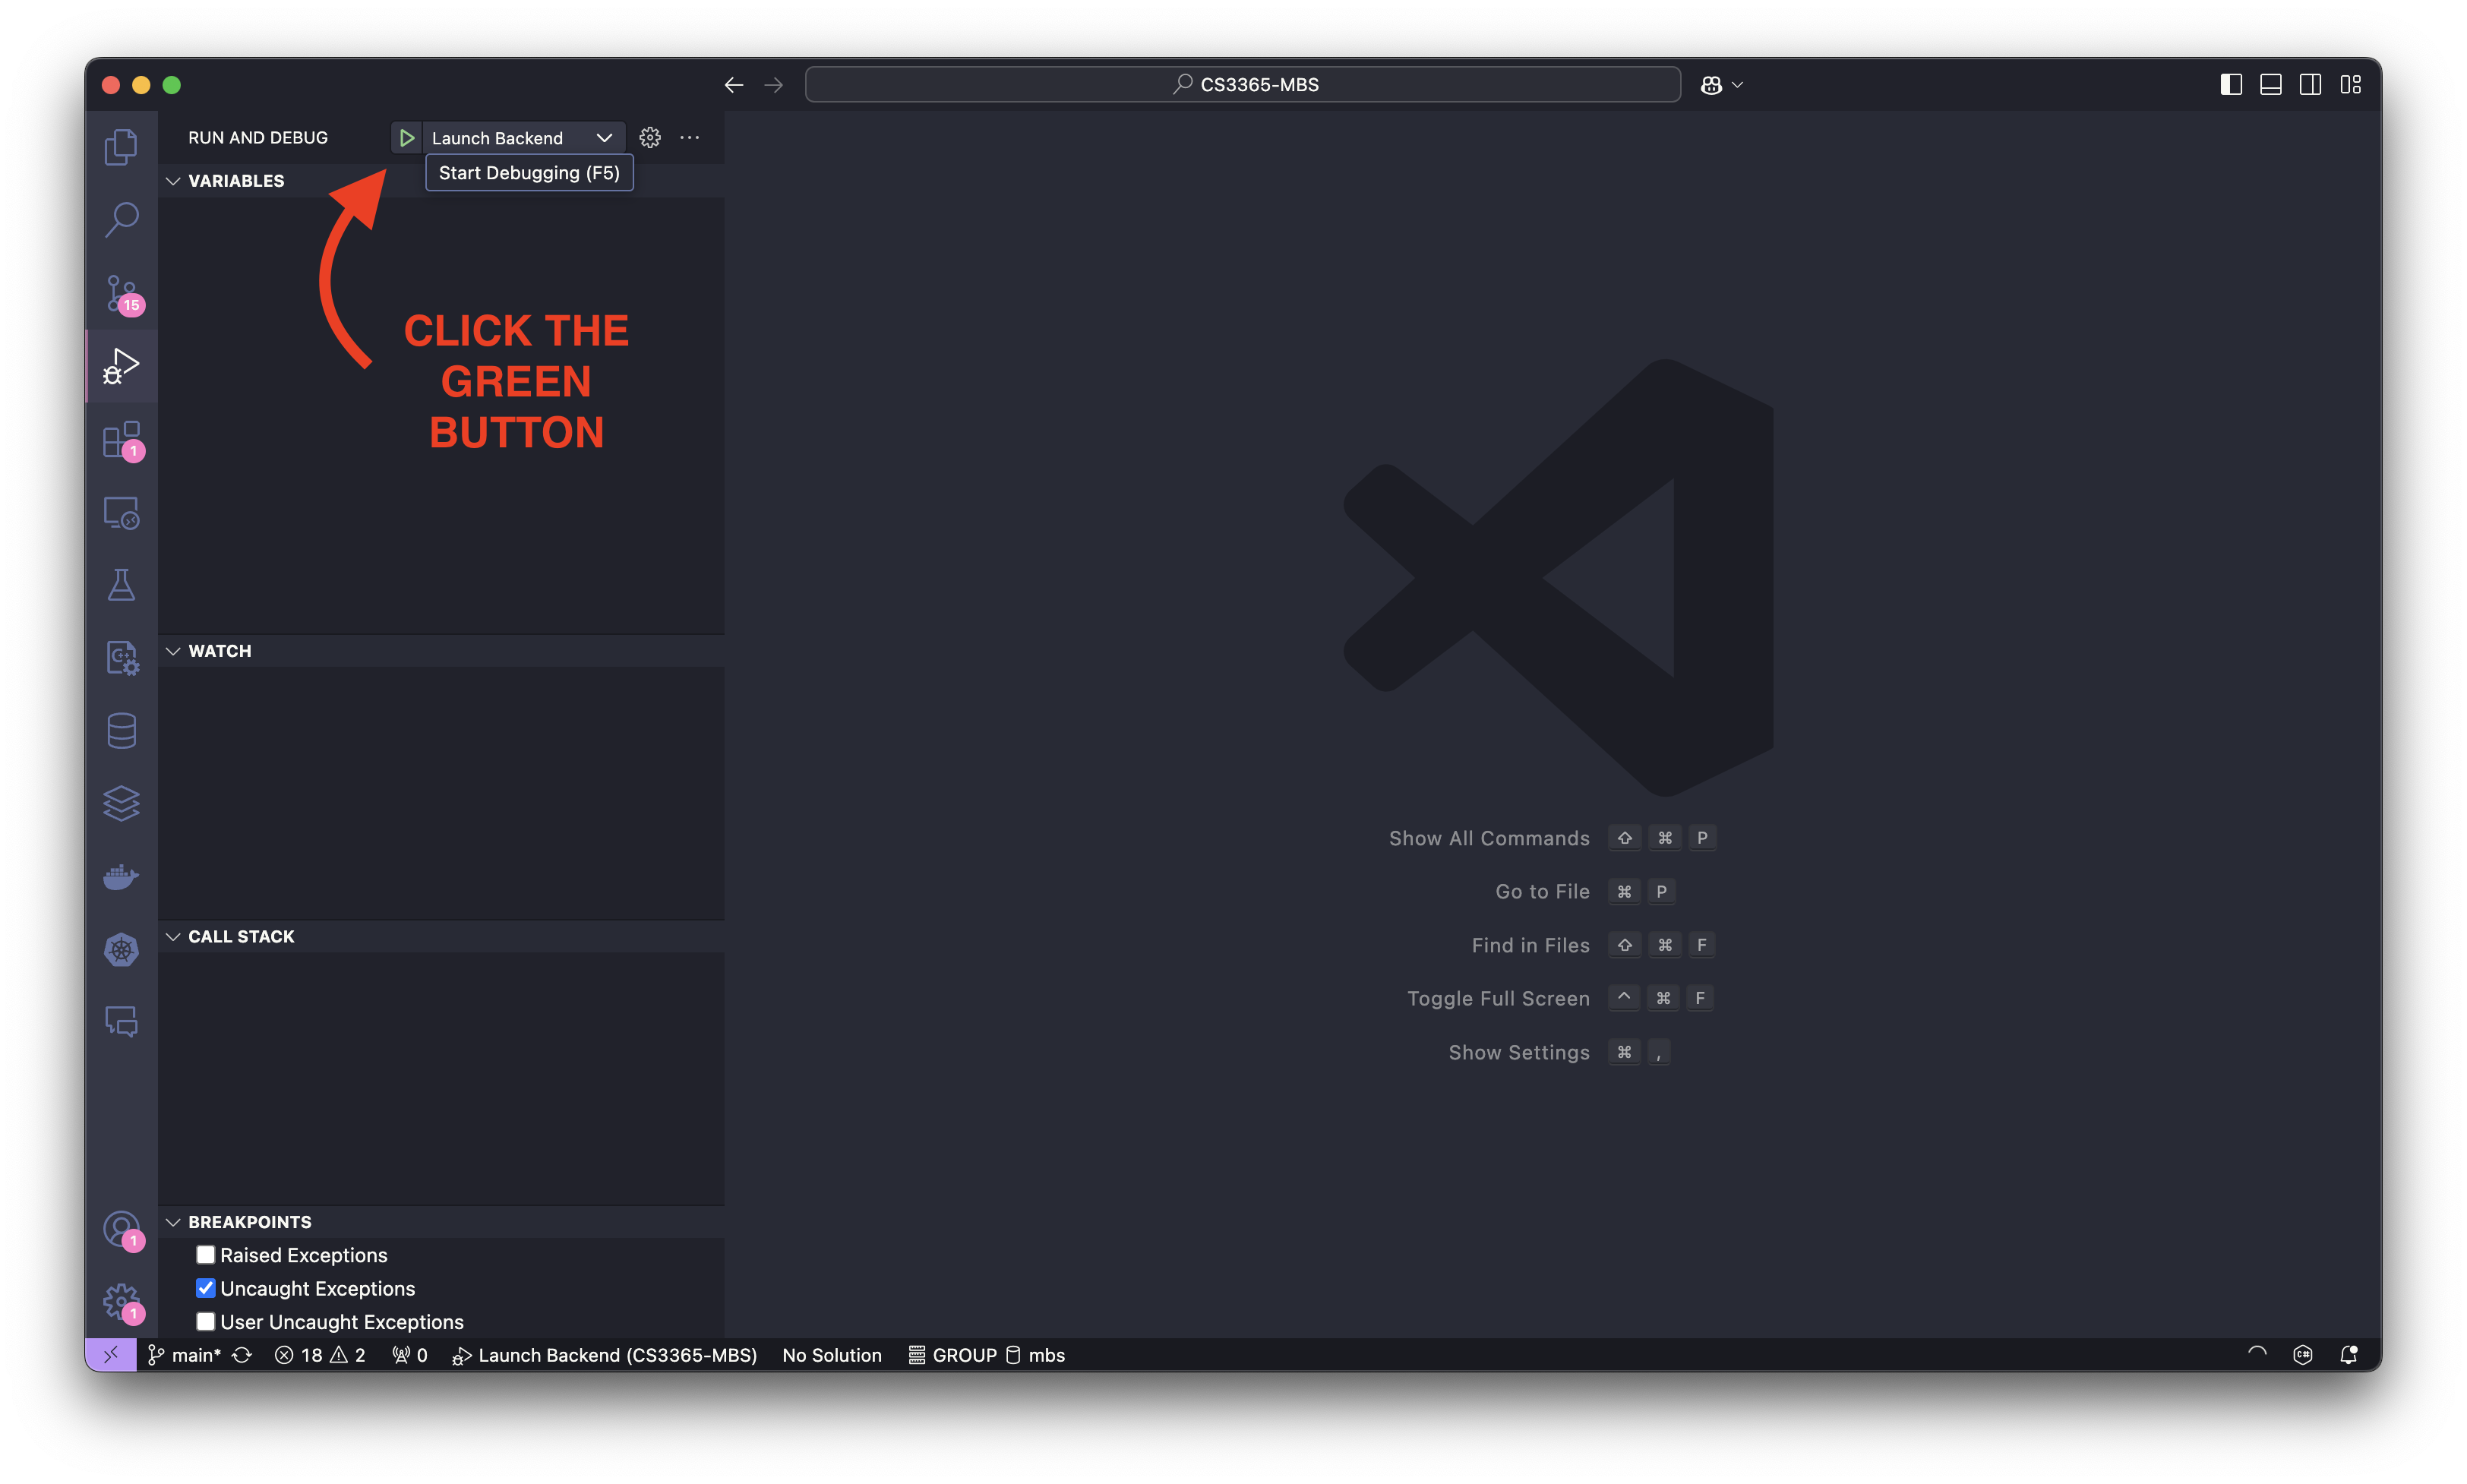 CS3365-MBS
RUN AND DEBUG
Launch Backend
Start Debugging (F5)
VARIABLES
CLICK THE
GREEN
BUTTON
15
1
WATCH
CALL STACK
BREAKPOINTS
Raised Exceptions
Uncaught Exceptions
User Uncaught Exceptions
1
1
Show All Commands ⇧ ⌘ P
Go to File ⌘ P
Find in Files ⇧ ⌘ F
Toggle Full Screen ^ ⌘ F
Show Settings ⌘ ,
main* 18 2 0 Launch Backend (CS3365-MBS) No Solution GROUP mbs